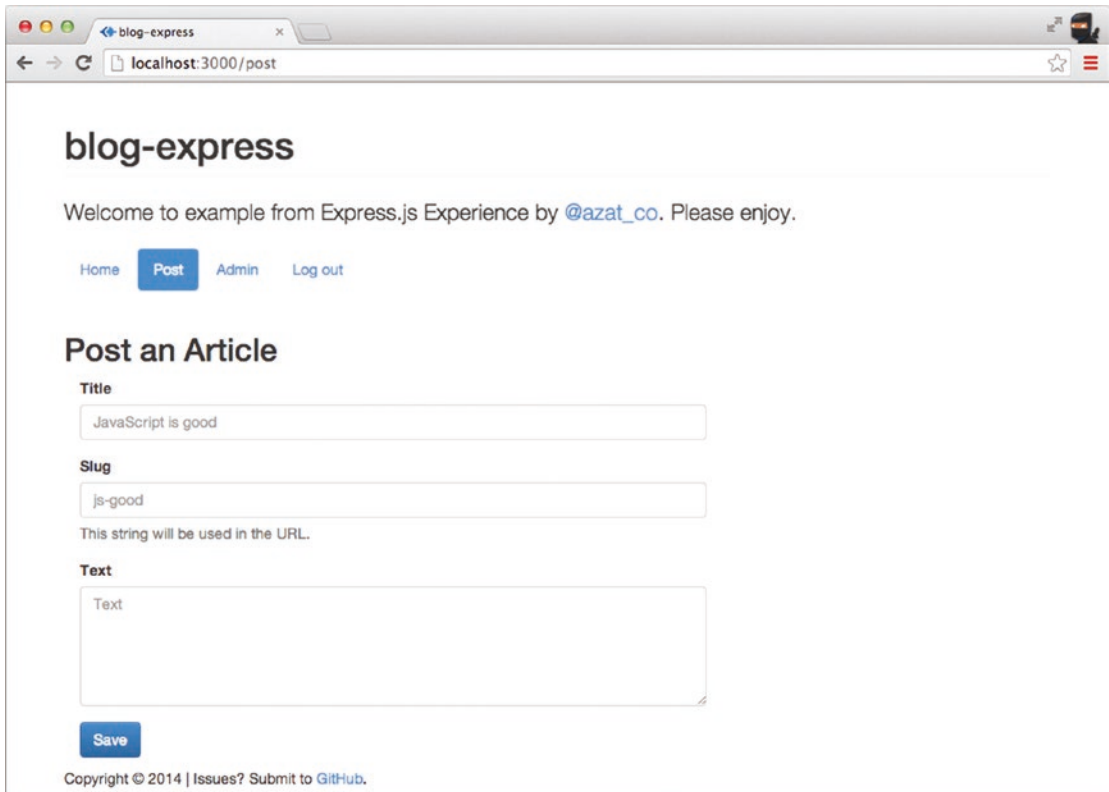 blog-express
localhost:3000/post
blog-express
Welcome to example from Express.js Experience by @azat_co. Please enjoy.
Home Post Admin Log out
Post an Article
Title
JavaScript is good
Slug
js-good
This string will be used in the URL.
Text
Text
Save
Copyright © 2014 | Issues? Submit to GitHub.